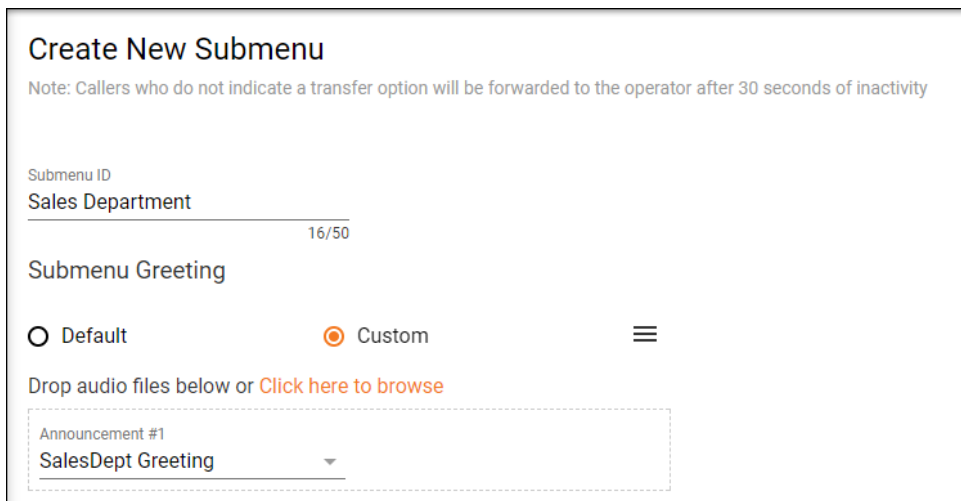 Create New Submenu
Note: Callers who do not indicate a transfer option will be forwarded to the operator after 30 seconds of inactivity
Submenu ID
Sales Department
16/50
Submenu Greeting
Default Custom
Drop audio files below or Click here to browse
Announcement #1
SalesDept Greeting